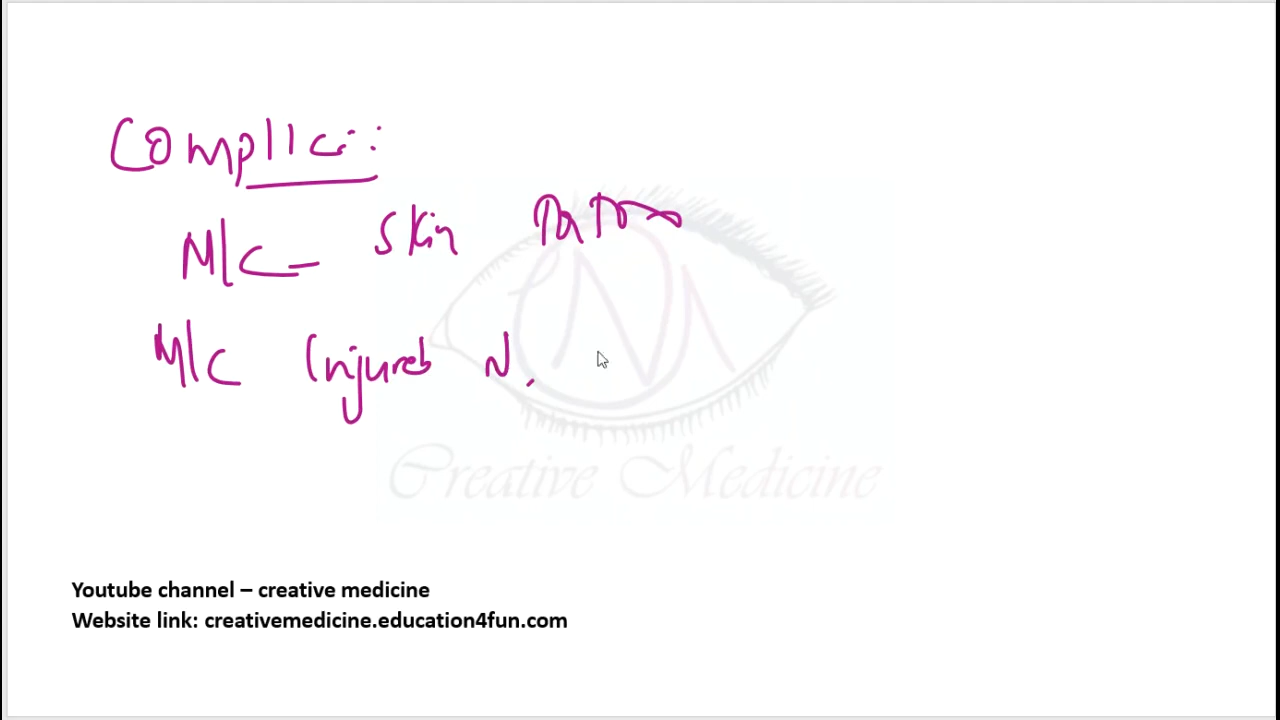 Complic:
M/C - Skin
M/C Injured N.
Creative Medicine
Youtube channel – creative medicine
Website link: creativemedicine.education4fun.com